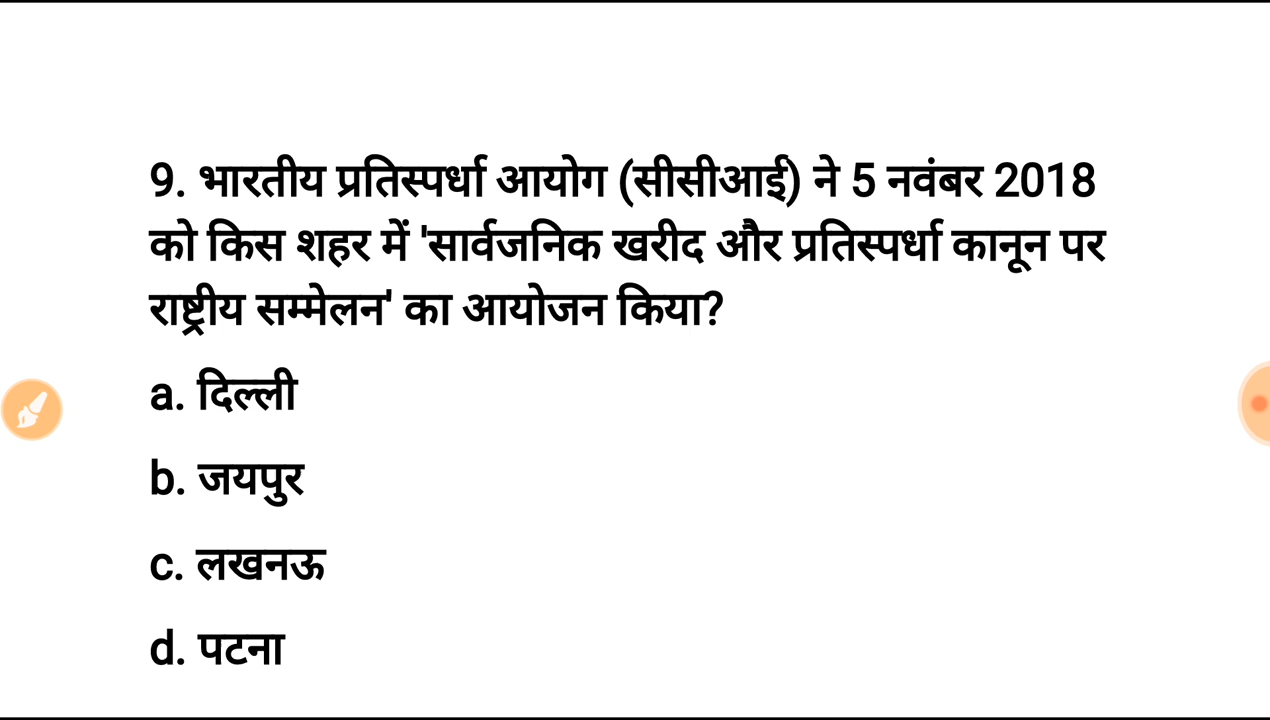 9. भारतीय प्रतिस्पर्धा आयोग (सीसीआई) ने 5 नवंबर 2018
को किस शहर में 'सार्वजनिक खरीद और प्रतिस्पर्धा कानून पर
राष्ट्रीय सम्मेलन' का आयोजन किया?
a. दिल्ली
b. जयपुर
c. लखनऊ
d. पटना